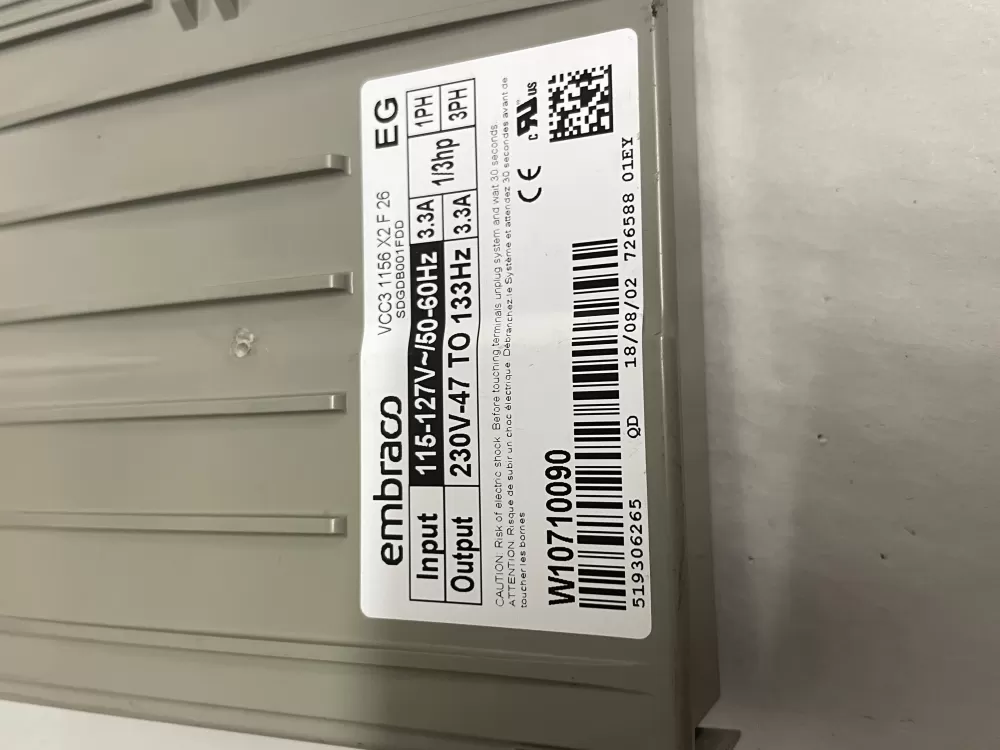 embraco VCC3 1156 X2 F 26 EG
SDGDB001FDD
Input 115-127V~/50-60Hz 3.3A 1/3hp 1PH
Output 230V-47 TO 133Hz 3.3A 3PH
CAUTION: Risk of electric shock. Before touching terminals unplug system and wait 30 seconds.
ATTENTION: Risque de subir un choc électrique. Débranchez le Système et attendez 30 secondes avant de
toucher les bornes
W10710090
CE c RU us
519306265 QD 18/08/02 726588 01EY